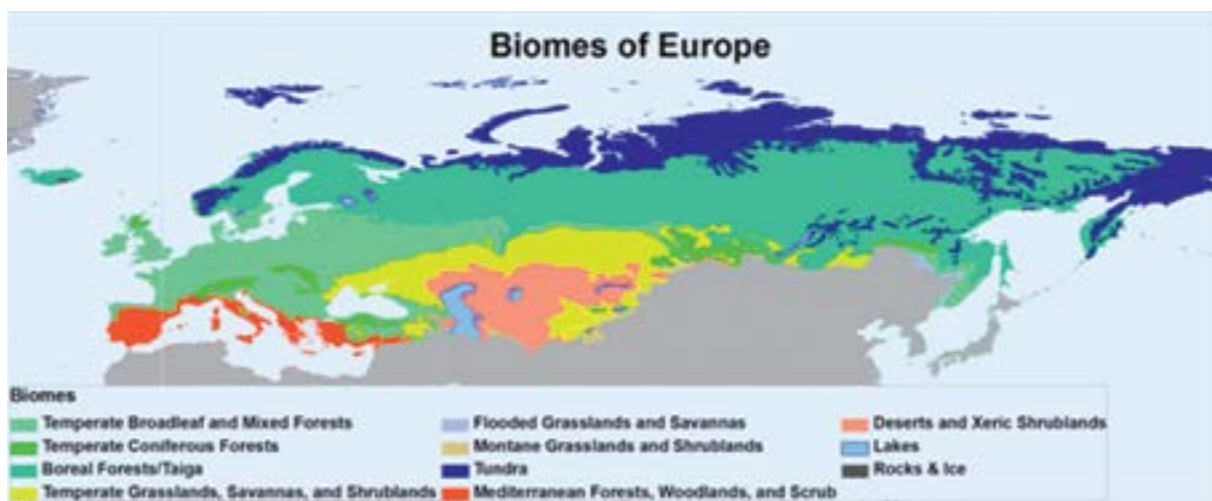 Biomes of Europe
Biomes
Temperate Broadleaf and Mixed Forests
Temperate Coniferous Forests
Boreal Forests/Taiga
Temperate Grasslands, Savannas, and Shrublands
Flooded Grasslands and Savannas
Montane Grasslands and Shrublands
Tundra
Mediterranean Forests, Woodlands, and Scrub
Deserts and Xeric Shrublands
Lakes
Rocks & Ice